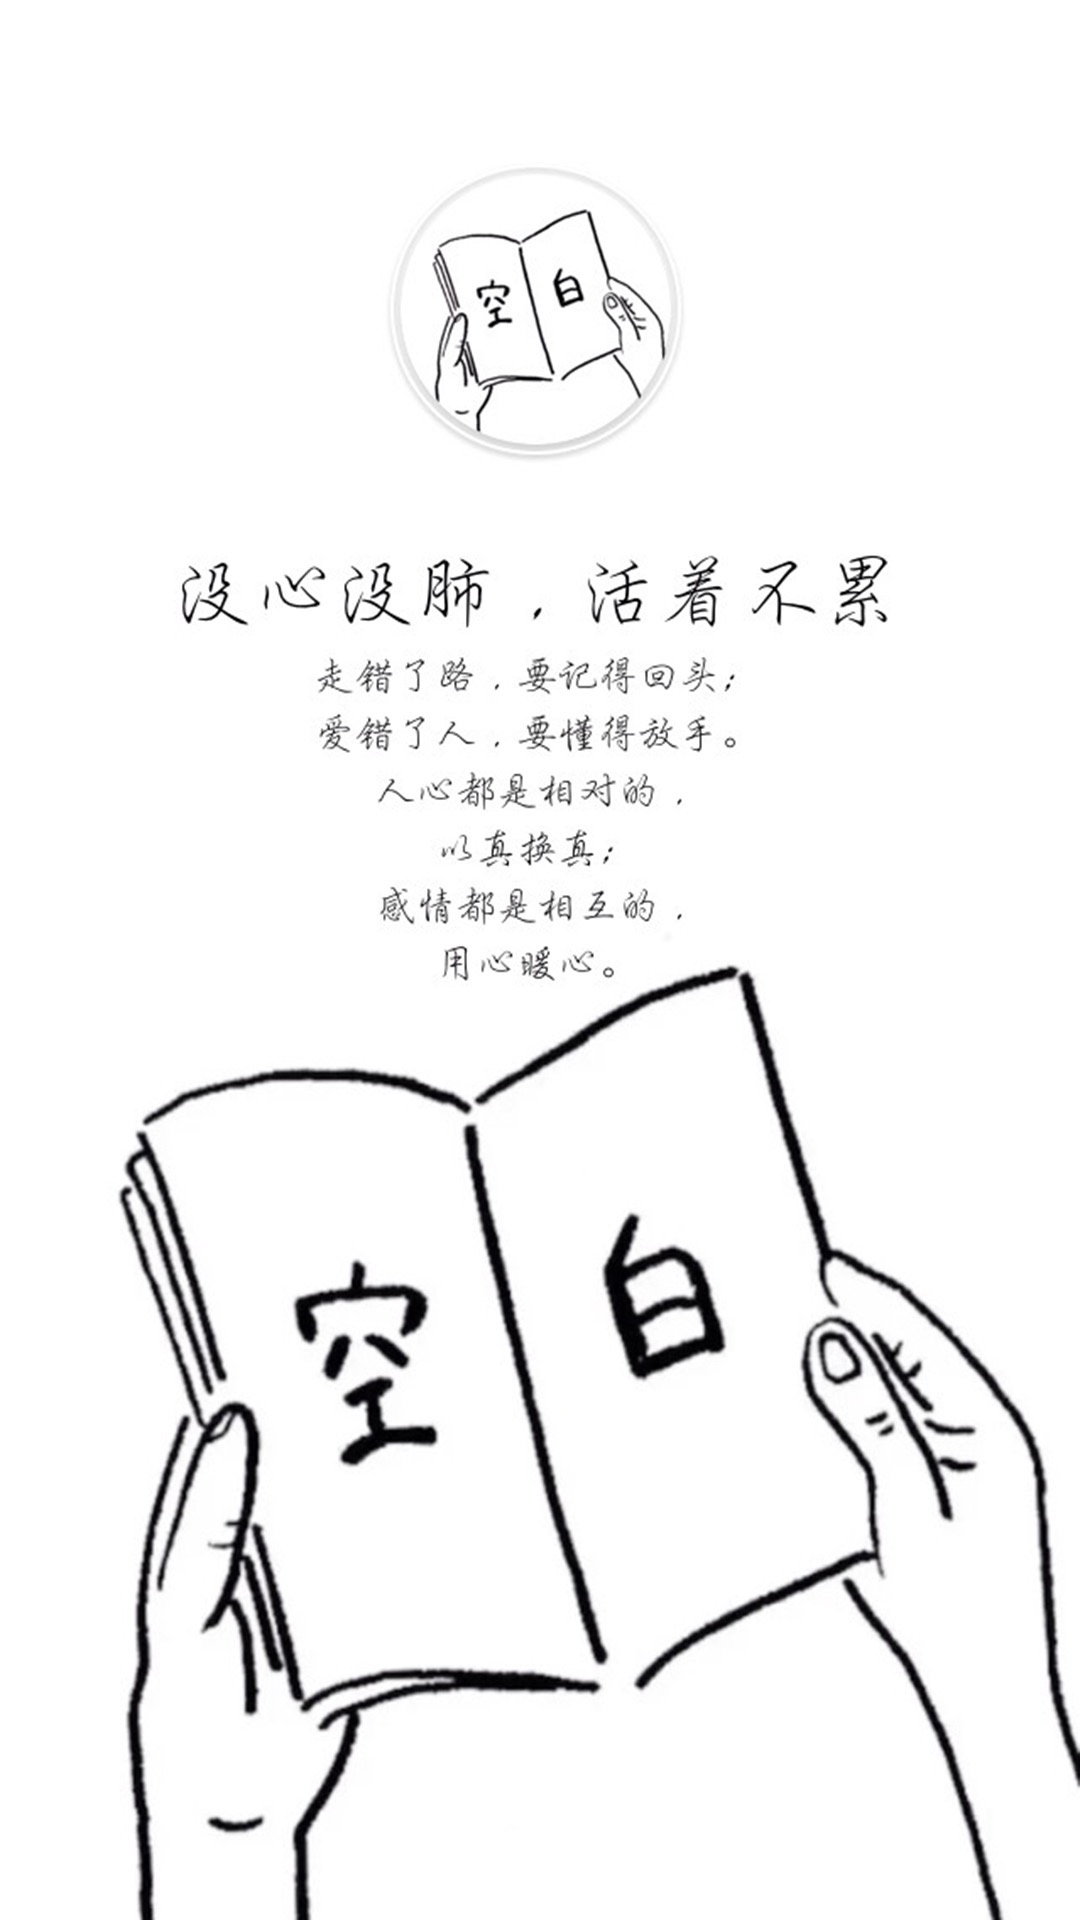 空 白
没心没肺，活着不累
走错了路，要记得回头；
爱错了人，要懂得放手。
人心都是相对的，
以真换真；
感情都是相互的，
用心暖心。
空 白